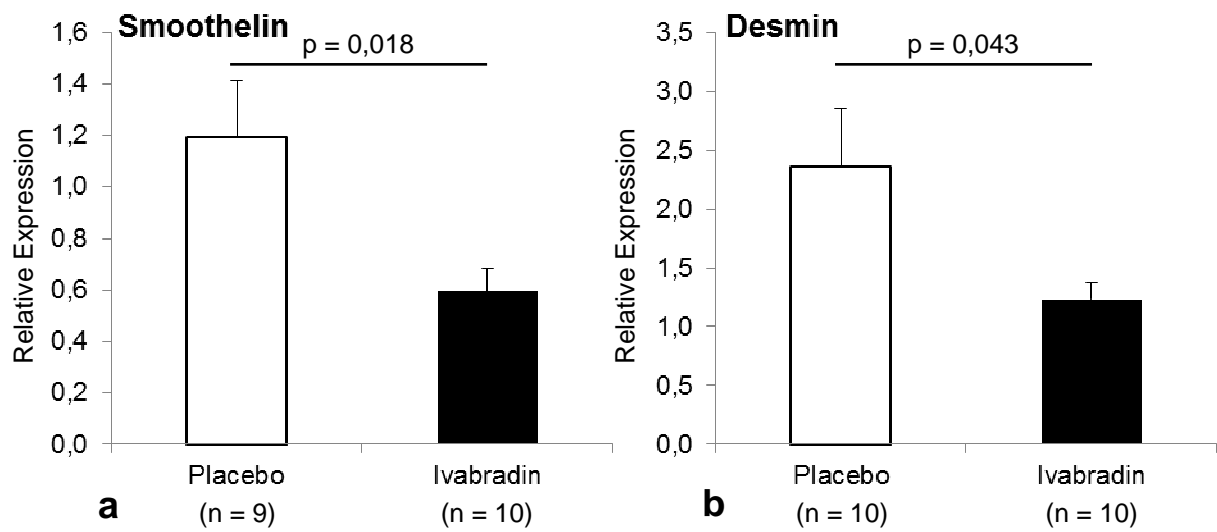 Smoothelin
p = 0,018
1,6
1,4
1,2
1,0
0,8
0,6
0,4
0,2
0,0
Relative Expression
Placebo
Ivabradin
(n = 9)
(n = 10)
a
Desmin
p = 0,043
3,5
3,0
2,5
2,0
1,5
1,0
0,5
0,0
Relative Expression
Placebo
Ivabradin
(n = 10)
(n = 10)
b